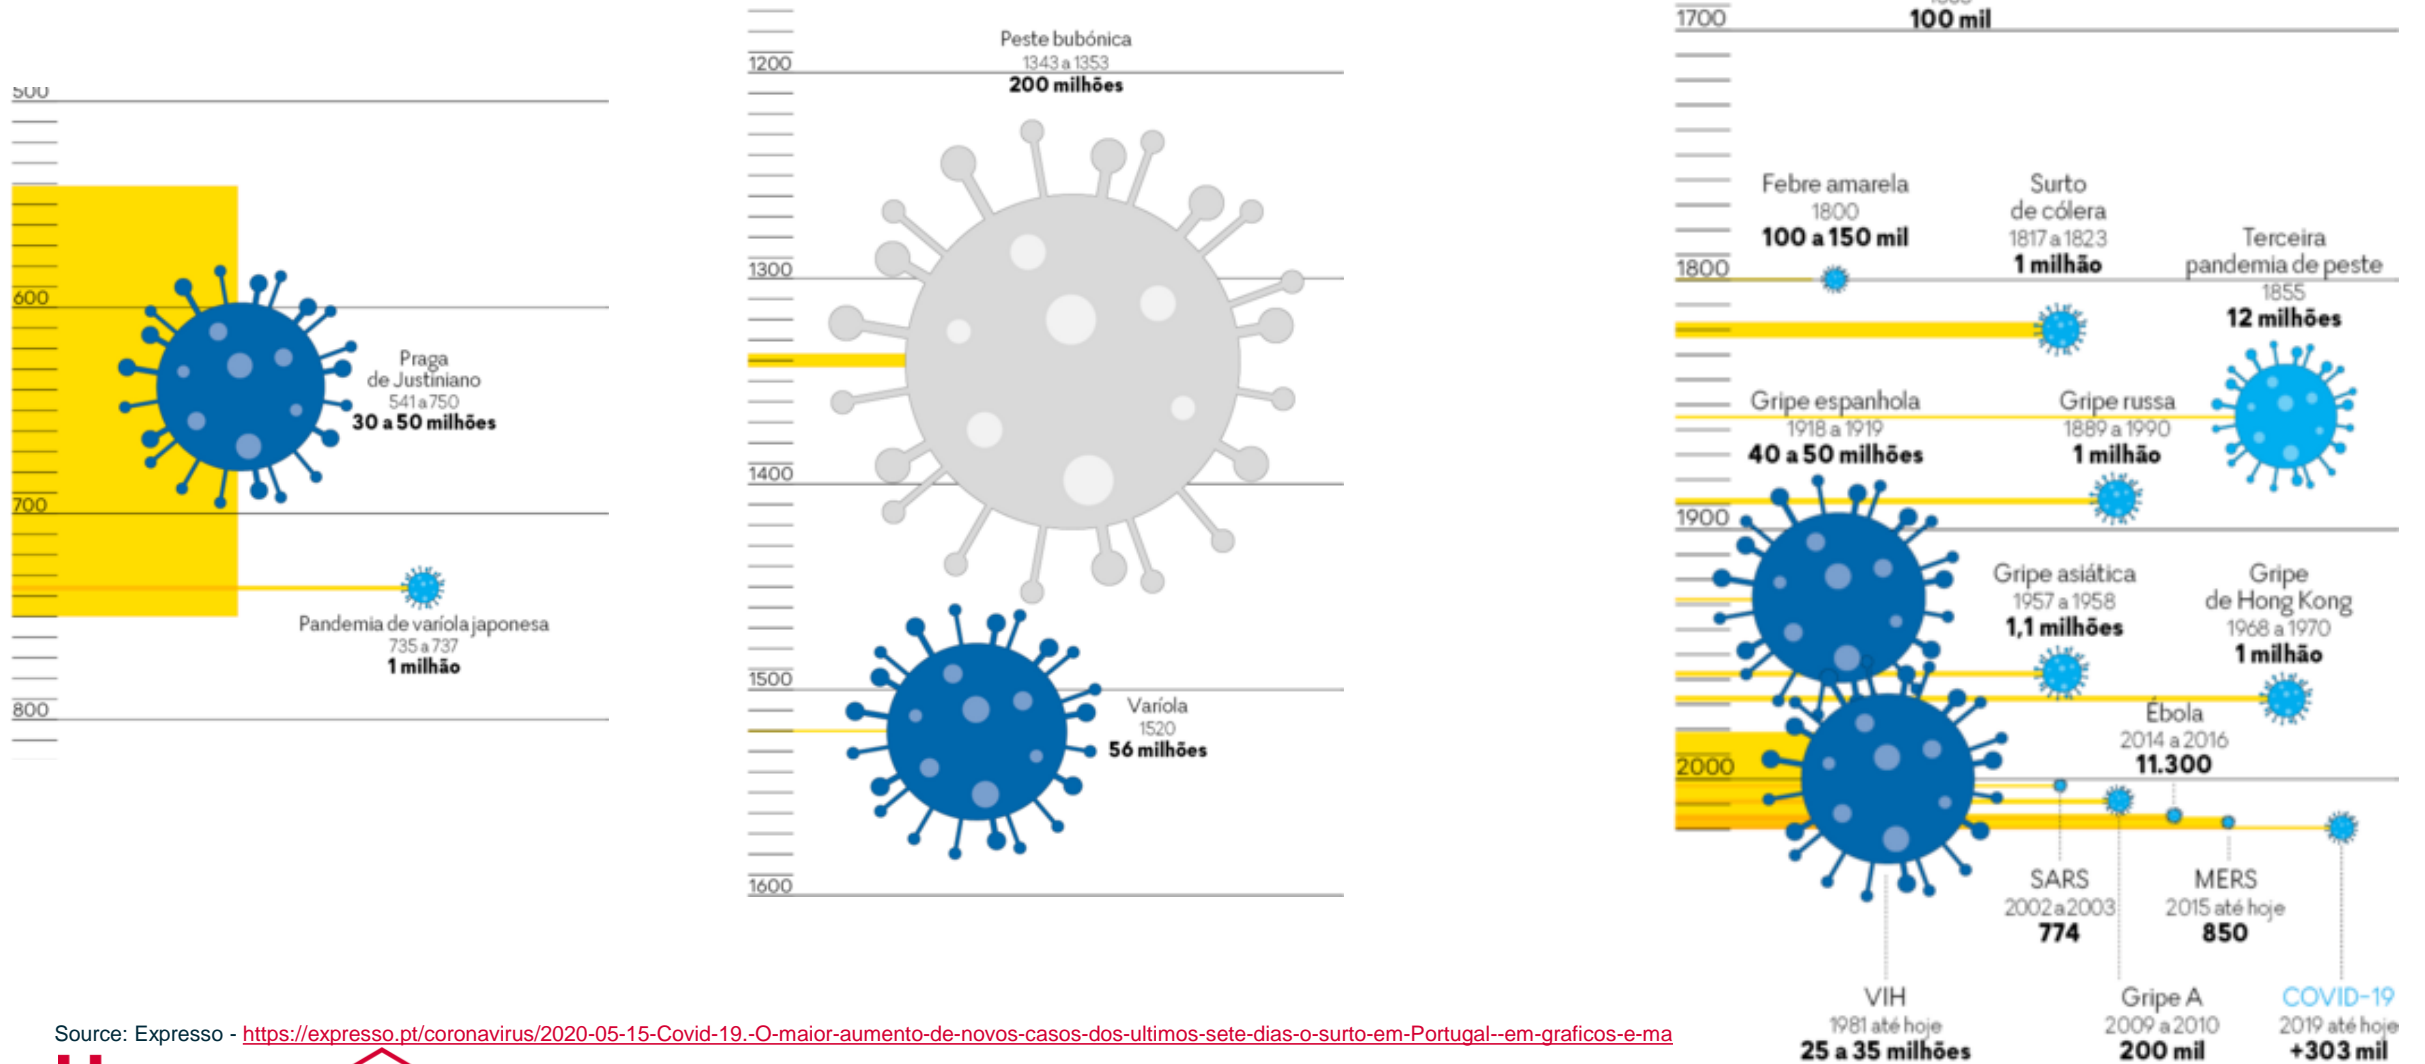 500
600
Praga
de Justiniano
541 a 750
30 a 50 milhões
700
Pandemia de varíola japonesa
735 a 737
1 milhão
800
Peste bubónica
1343 a 1353
200 milhões
1200
1300
1400
1500
Varíola
1520
56 milhões
1600
100 mil
1700
Febre amarela
1800
100 a 150 mil
Surto
de cólera
1817 a 1823
1 milhão
Terceira
pandemia de peste
1855
12 milhões
1800
Gripe espanhola
1918 a 1919
40 a 50 milhões
Gripe russa
1889 a 1990
1 milhão
1900
Gripe asiática
1957 a 1958
1,1 milhões
Gripe
de Hong Kong
1968 a 1970
1 milhão
Ébola
2014 a 2016
11.300
2000
SARS
2002 a 2003
774
MERS
2015 até hoje
850
VIH
1981 até hoje
25 a 35 milhões
Gripe A
2009 a 2010
200 mil
COVID-19
2019 até hoje
+303 mil
Source: Expresso - https://expresso.pt/coronavirus/2020-05-15-Covid-19.-O-maior-aumento-de-novos-casos-dos-ultimos-sete-dias-o-surto-em-Portugal--em-graficos-e-ma